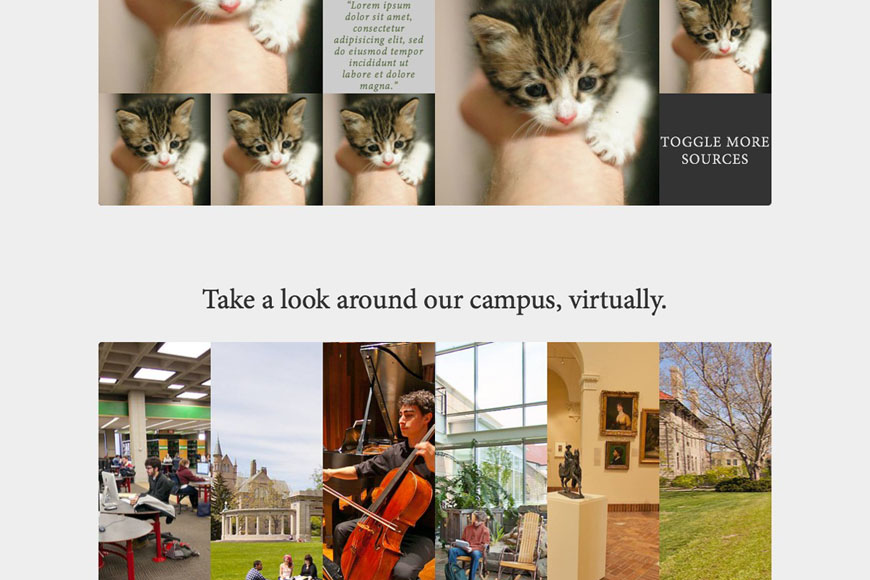 “Lorem ipsum
dolor sit amet,
consectetur
adipisicing elit, sed
do eiusmod tempor
incididunt ut
labore et dolore
magna.”
TOGGLE MORE
SOURCES
Take a look around our campus, virtually.